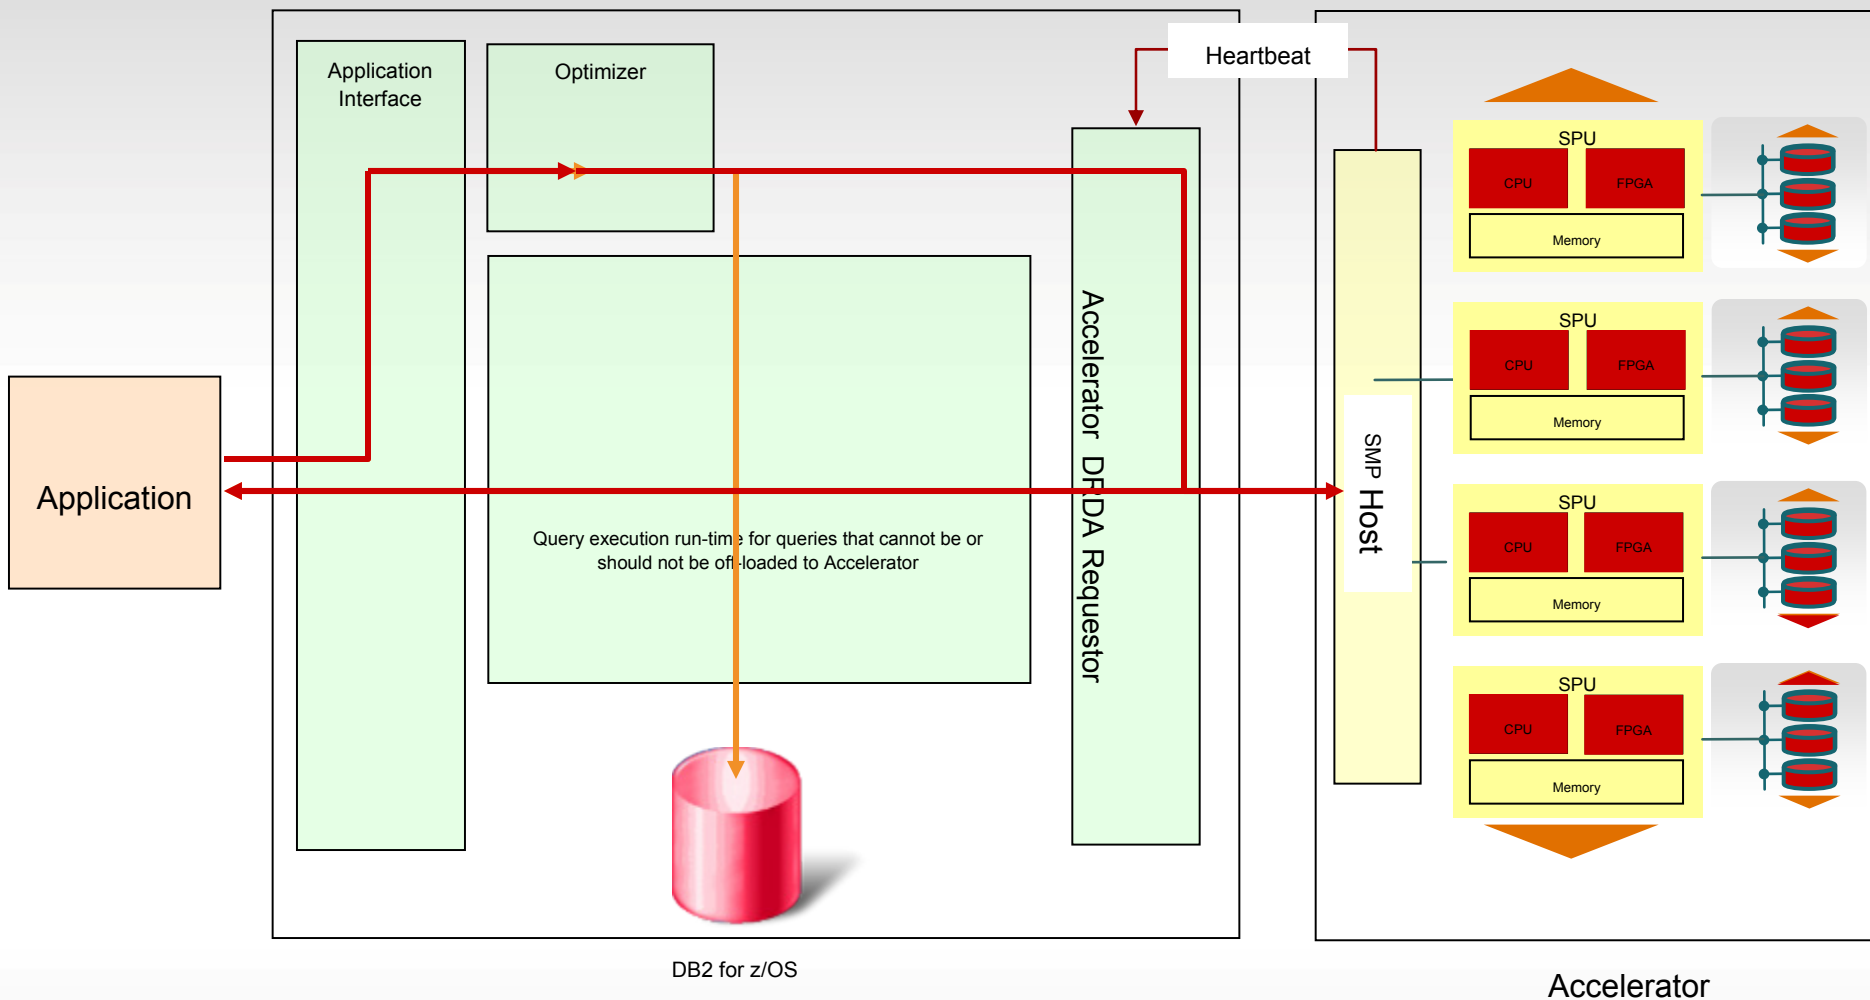 Heartbeat
Application
Interface
Optimizer
Application
Query execution run-time for queries that cannot be or
should not be off-loaded to Accelerator
Accelerator DRDA Requestor
SMP Host
SPU
CPU
FPGA
Memory
SPU
CPU
FPGA
Memory
SPU
CPU
FPGA
Memory
SPU
CPU
FPGA
Memory
DB2 for z/OS
Accelerator